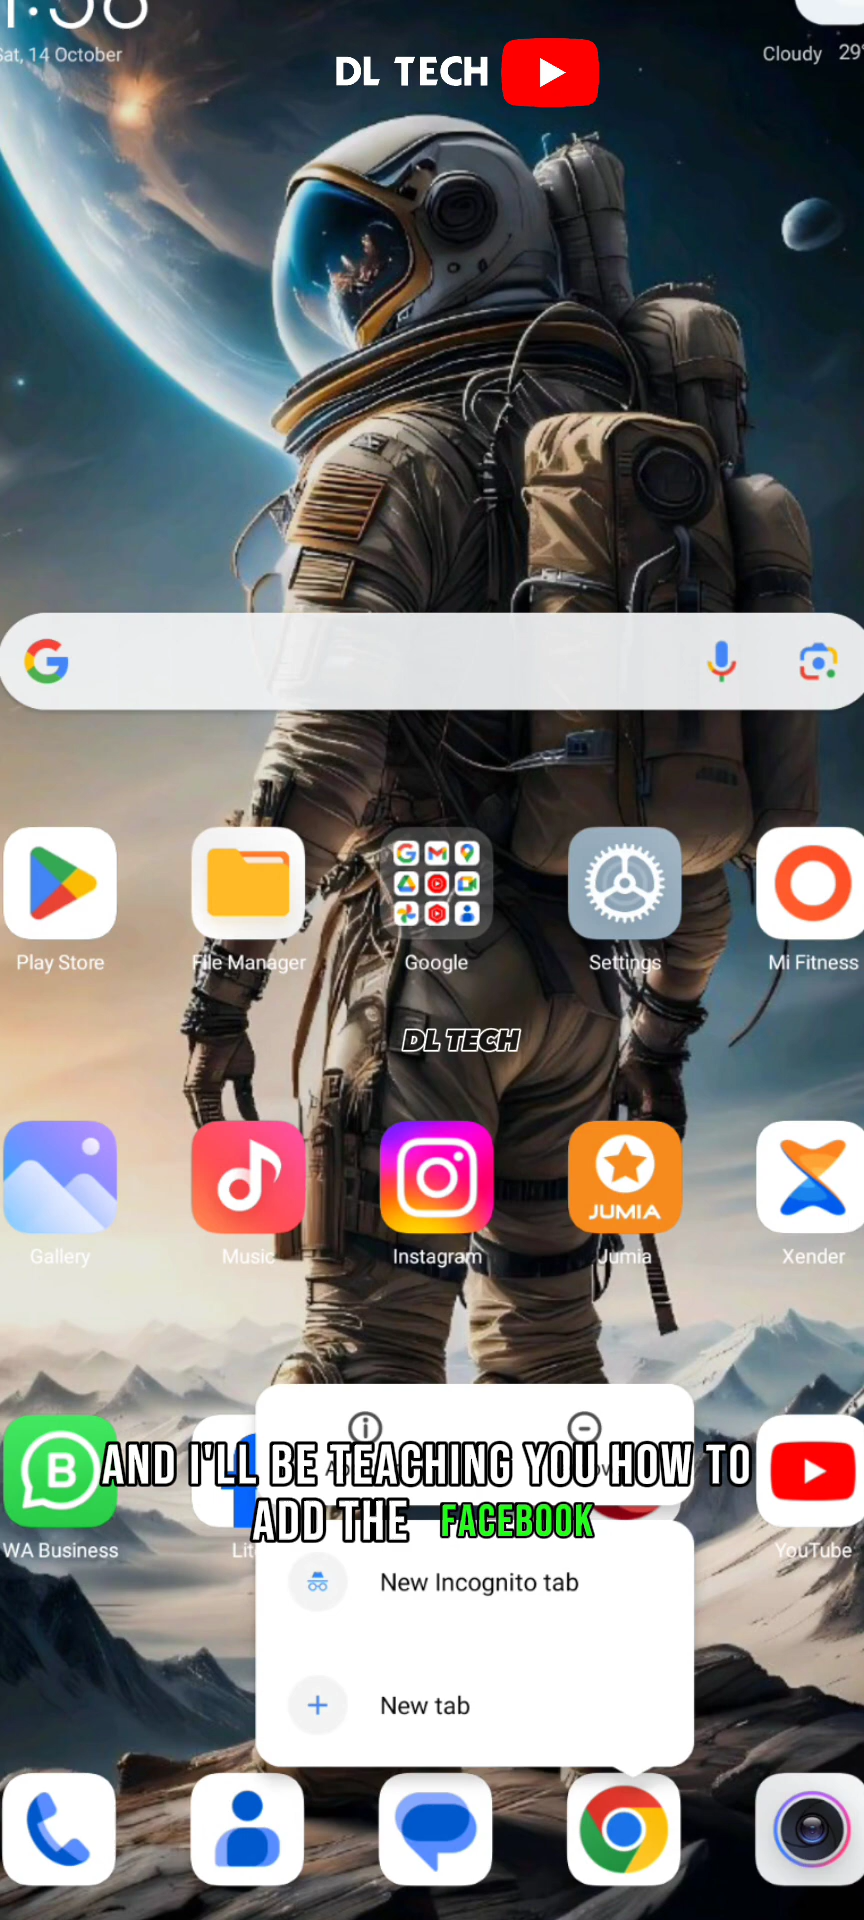 Sat, 14 October
Cloudy 29°
DL TECH
Play Store
File Manager
Google
Settings
Mi Fitness
DL TECH
JUMIA
Gallery
Music
Instagram
Jumia
Xender
AND I'LL BE TEACHING YOU HOW TO
ADD THE FACEBOOK
WA Business
Lit
YouTube
New Incognito tab
New tab